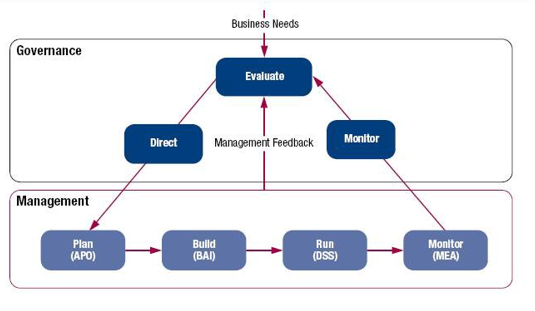 Business Needs
Governance
Evaluate
Direct
Management Feedback
Monitor
Management
Plan
(APO)
Build
(BAI)
Run
(DSS)
Monitor
(MEA)